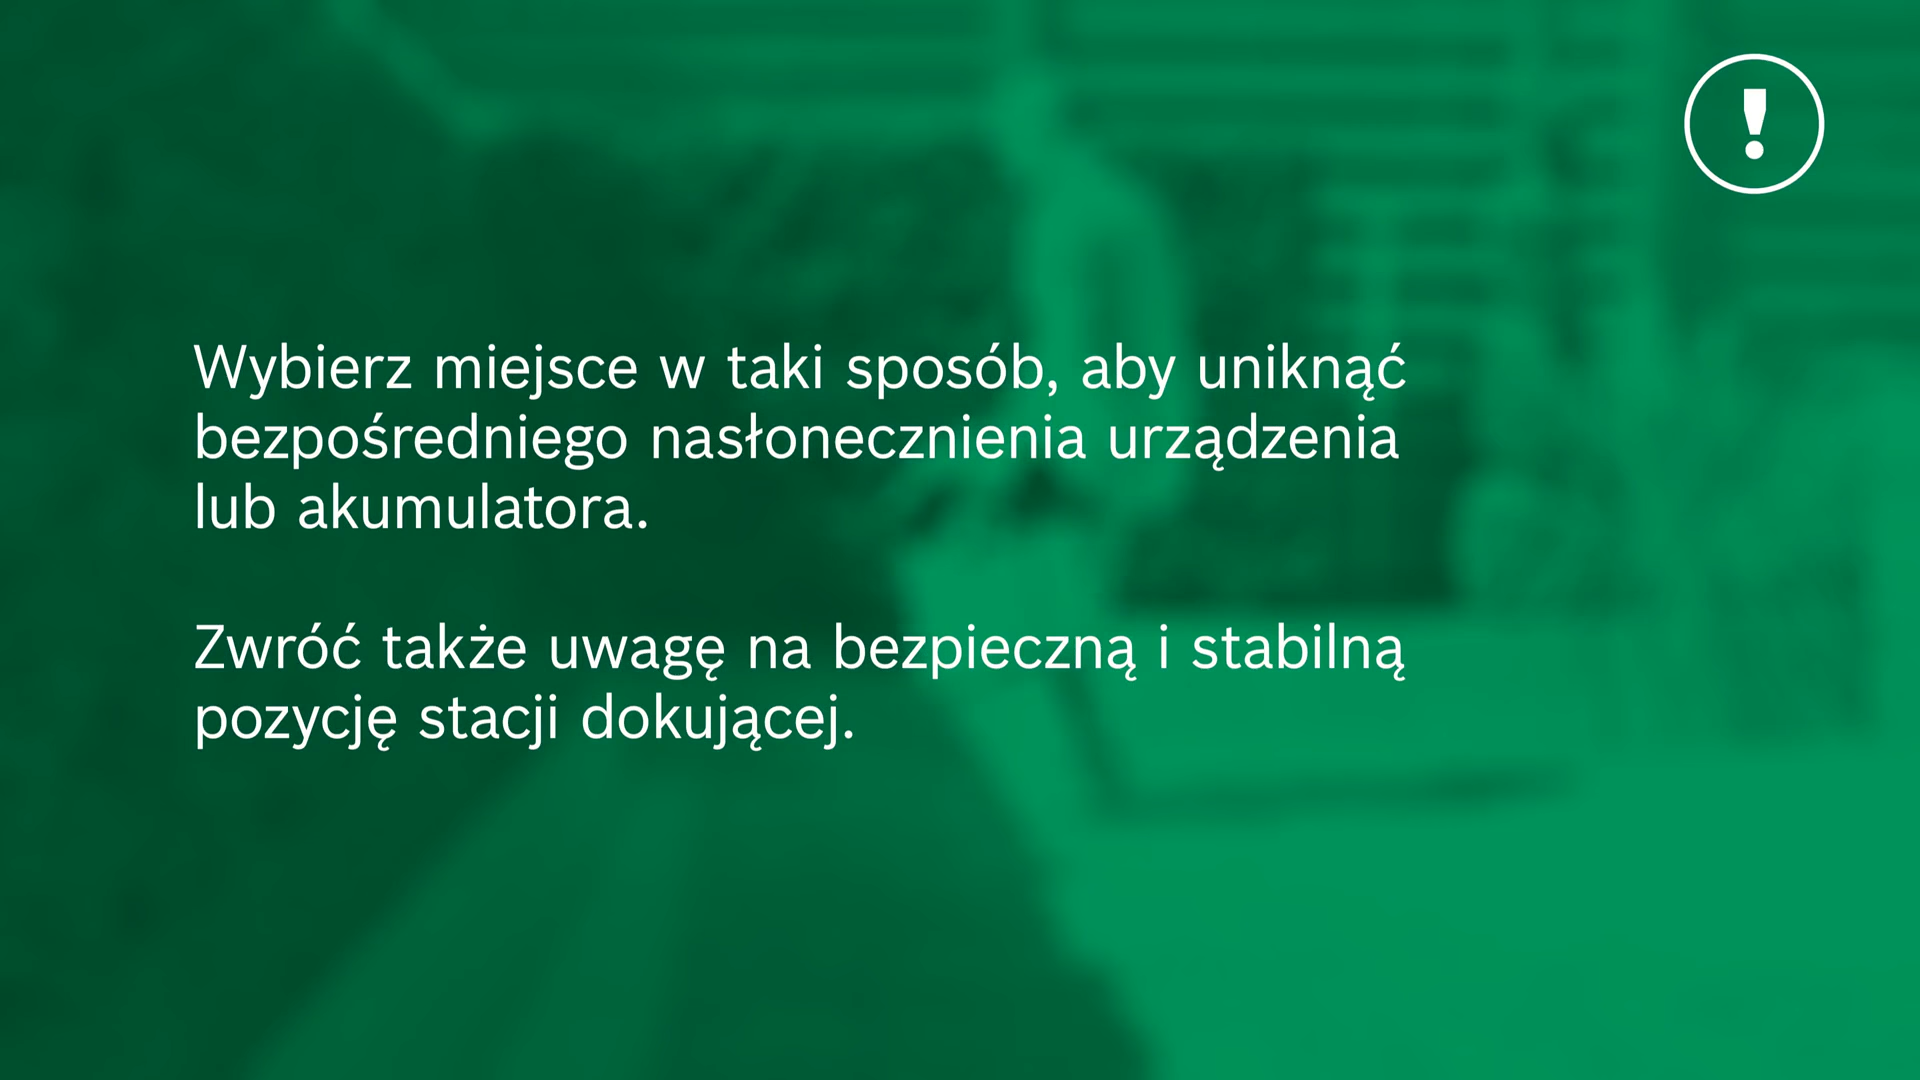 Wybierz miejsce w taki sposób, aby uniknąć
bezpośredniego nasłonecznienia urządzenia
lub akumulatora.
Zwróć także uwagę na bezpieczną i stabilną
pozycję stacji dokującej.